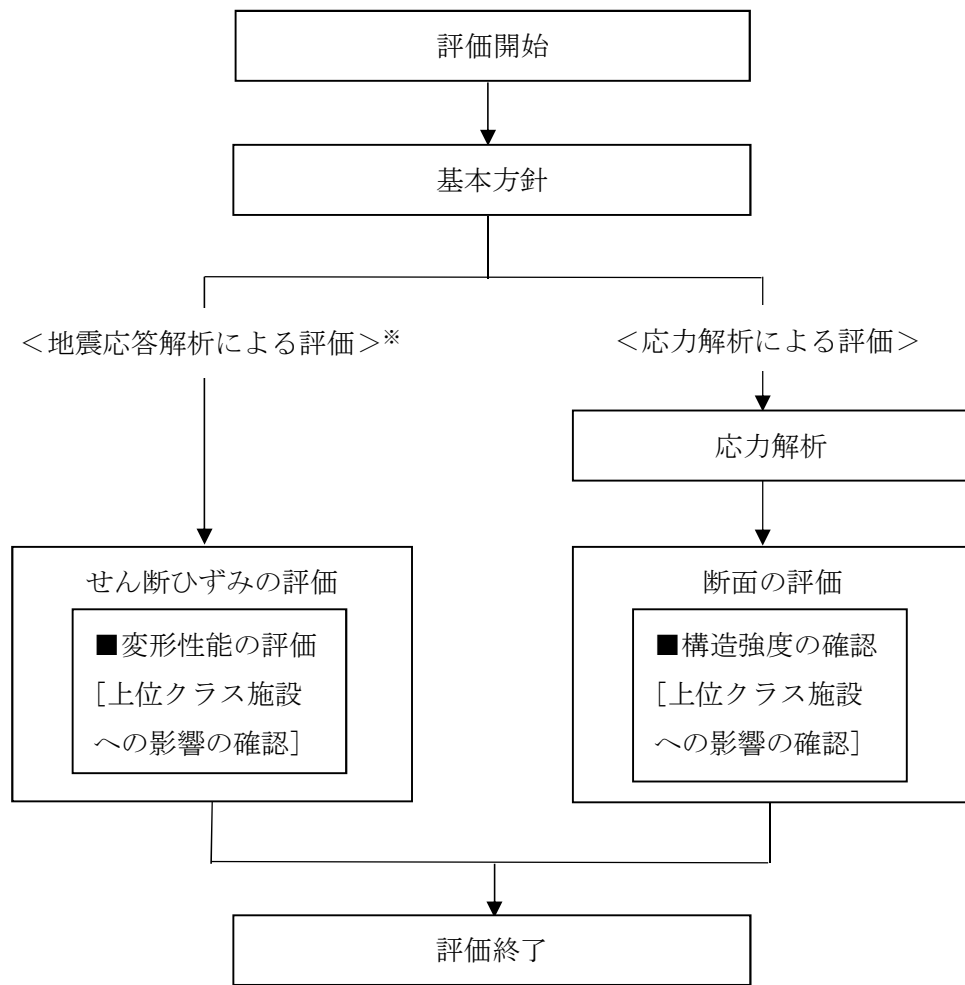 評価開始
基本方針
＜地震応答解析による評価＞※
＜応力解析による評価＞
応力解析
せん断ひずみの評価
■変形性能の評価
［上位クラス施設
への影響の確認］
断面の評価
■構造強度の確認
［上位クラス施設
への影響の確認］
評価終了